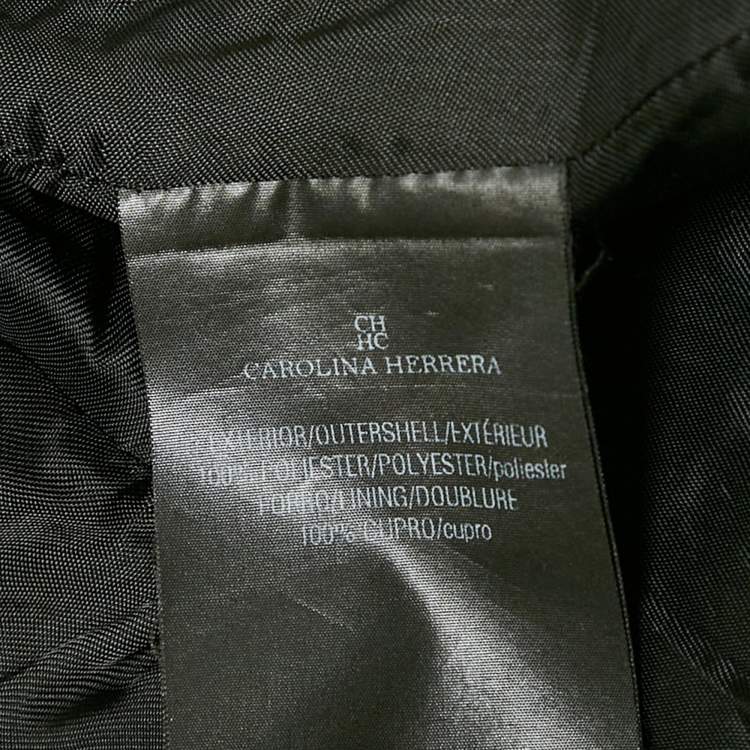 CH
HC
CAROLINA HERRERA
EXTERIOR/OUTERSHELL/EXTÉRIEUR
100% POLIESTER/POLYESTER/poliester
FORRO/LINING/DOUBLURE
100% CUPRO/cupro